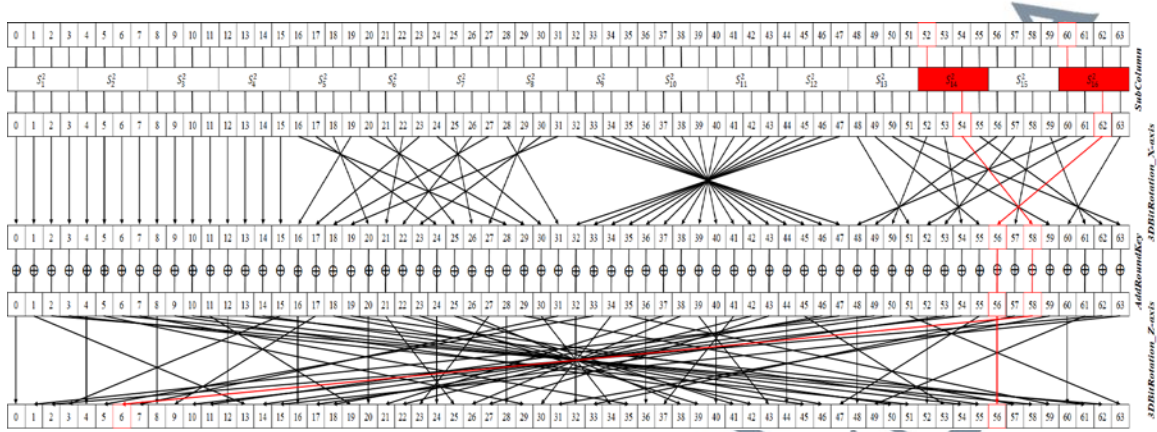 0 1 2 3 4 5 6 7 8 9 10 11 12 13 14 15 16 17 18 19 20 21 22 23 24 25 26 27 28 29 30 31 32 33 34 35 36 37 38 39 40 41 42 43 44 45 46 47 48 49 50 51 52 53 54 55 56 57 58 59 60 61 62 63
S₁² S₂² S₃² S₄² S₅² S₆² S₇² S₈² S₉² S₁₀² S₁₁² S₁₂² S₁₃² S₁₅²
SubColumn
0 1 2 3 4 5 6 7 8 9 10 11 12 13 14 15 16 17 18 19 20 21 22 23 24 25 26 27 28 29 30 31 32 33 34 35 36 37 38 39 40 41 42 43 44 45 46 47 48 49 50 51 52 53 54 55 56 57 58 59 60 61 62 63
3DBitRotation_X-axis
0 1 2 3 4 5 6 7 8 9 10 11 12 13 14 15 16 17 18 19 20 21 22 23 24 25 26 27 28 29 30 31 32 33 34 35 36 37 38 39 40 41 42 43 44 45 46 47 48 49 50 51 52 53 54 55 56 57 58 59 60 61 62 63
AddRoundKey
0 1 2 3 4 5 6 7 8 9 10 11 12 13 14 15 16 17 18 19 20 21 22 23 24 25 26 27 28 29 30 31 32 33 34 35 36 37 38 39 40 41 42 43 44 45 46 47 48 49 50 51 52 53 54 55 56 57 58 59 60 61 62 63
3DBitRotation_Z-axis
0 1 2 3 4 5 6 7 8 9 10 11 12 13 14 15 16 17 18 19 20 21 22 23 24 25 26 27 28 29 30 31 32 33 34 35 36 37 38 39 40 41 42 43 44 45 46 47 48 49 50 51 52 53 54 55 56 57 58 59 60 61 62 63